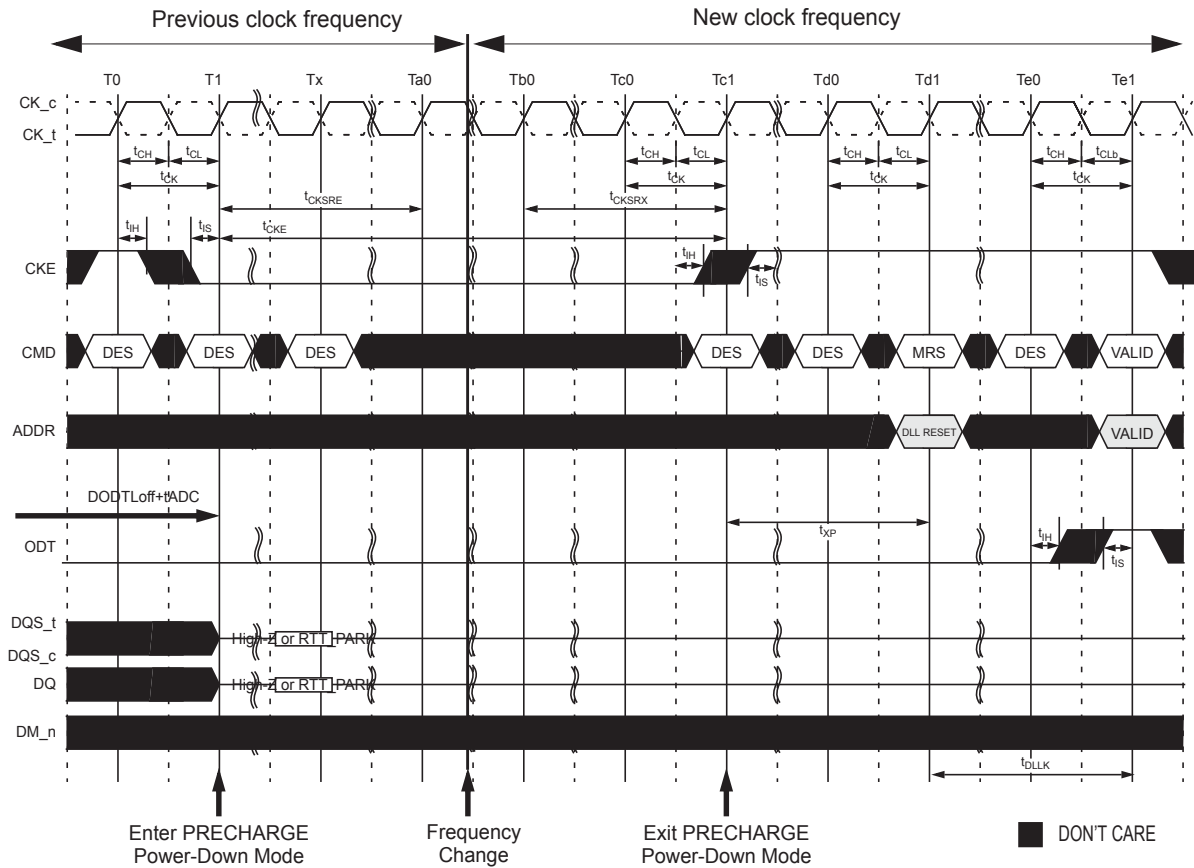 Previous clock frequency New clock frequency
T0 T1 Tx Ta0 Tb0 Tc0 Tc1 Td0 Td1 Te0 Te1
CK_c
CK_t
tCH tCL tCH tCL tCH tCL tCH tCLb
tCK tCK tCK tCK
tCKSRE tCKSRX
tIH tIS tCKE
CKE tIH tIS
CMD DES DES DES DES DES MRS DES VALID
ADDR DLL RESET VALID
DODTLoff+tADC
tXP
ODT tIH tIS
DQS_t
High-Z or RTT_PARK
DQS_c
DQ High-Z or RTT_PARK
DM_n
tDLLK
Enter PRECHARGE
Power-Down Mode
Frequency
Change
Exit PRECHARGE
Power-Down Mode
DON'T CARE